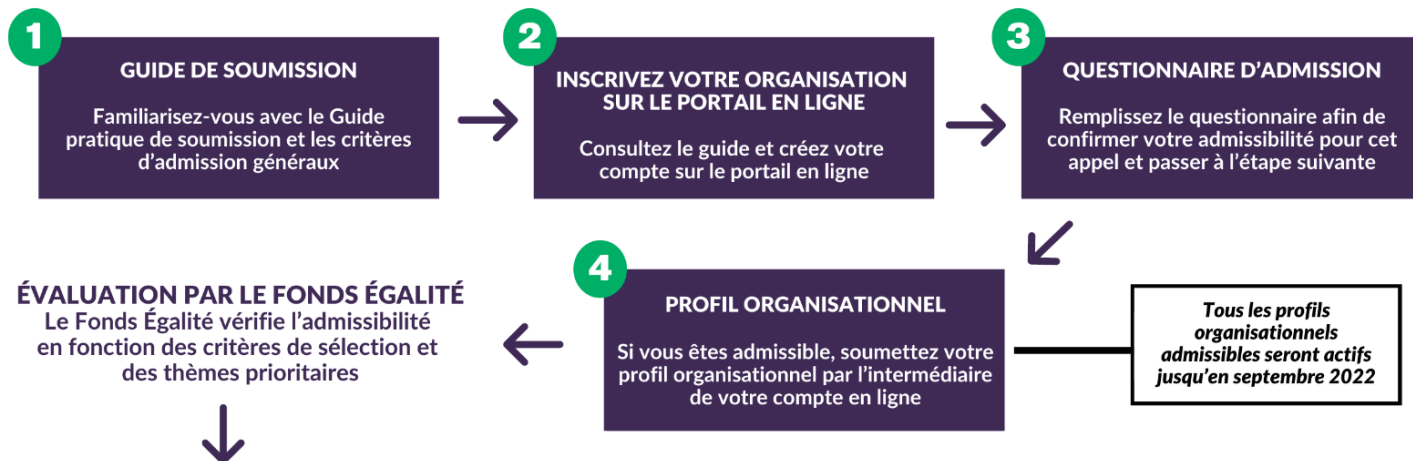 1
GUIDE DE SOUMISSION
Familiarisez-vous avec le Guide
pratique de soumission et les critères
d'admission généraux
2
INSCRIVEZ VOTRE ORGANISATION
SUR LE PORTAIL EN LIGNE
Consultez le guide et créez votre
compte sur le portail en ligne
3
QUESTIONNAIRE D'ADMISSION
Remplissez le questionnaire afin de
confirmer votre admissibilité pour cet
appel et passer à l'étape suivante
4
PROFIL ORGANISATIONNEL
Si vous êtes admissible, soumettez votre
profil organisationnel par l'intermédiaire
de votre compte en ligne
Tous les profils
organisationnels
admissibles seront actifs
jusqu'en septembre 2022
ÉVALUATION PAR LE FONDS ÉGALITÉ
Le Fonds Égalité vérifie l'admissibilité
en fonction des critères de sélection et
des thèmes prioritaires